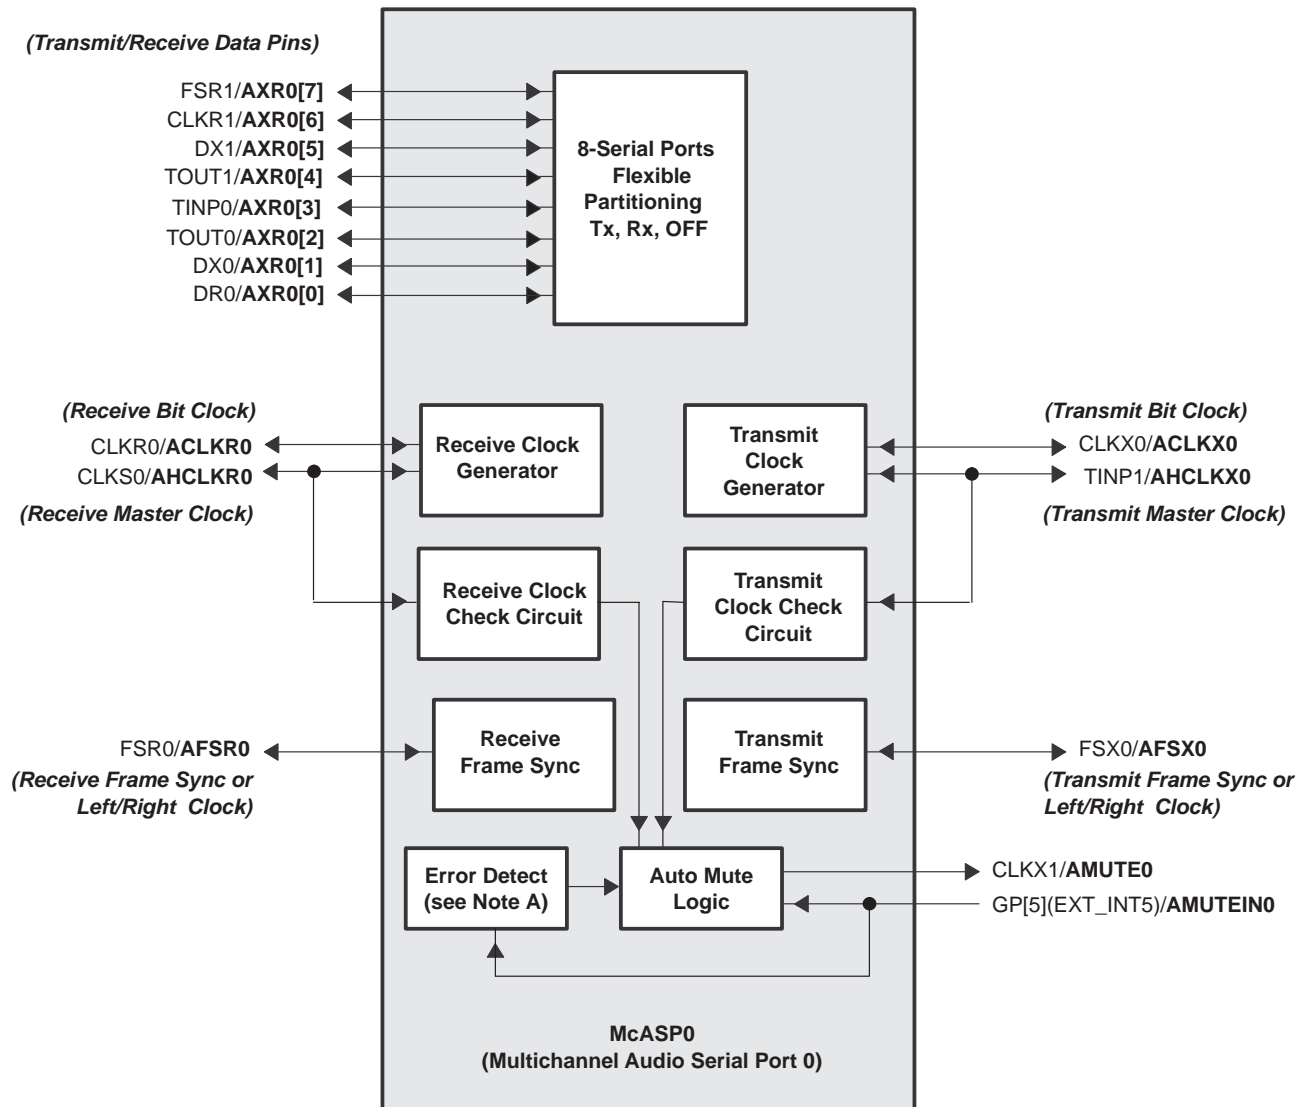 (Transmit/Receive Data Pins)
FSR1/AXR0[7]
CLKR1/AXR0[6]
DX1/AXR0[5]
TOUT1/AXR0[4]
TINP0/AXR0[3]
TOUT0/AXR0[2]
DX0/AXR0[1]
DR0/AXR0[0]
8-Serial Ports
Flexible
Partitioning
Tx, Rx, OFF
(Receive Bit Clock)
CLKR0/ACLKR0
CLKS0/AHCLKR0
(Receive Master Clock)
Receive Clock
Generator
Transmit
Clock
Generator
(Transmit Bit Clock)
CLKX0/ACLKX0
TINP1/AHCLKX0
(Transmit Master Clock)
Receive Clock
Check Circuit
Transmit
Clock Check
Circuit
FSR0/AFSR0
(Receive Frame Sync or
Left/Right Clock)
Receive
Frame Sync
Transmit
Frame Sync
FSX0/AFSX0
(Transmit Frame Sync or
Left/Right Clock)
Error Detect
(see Note A)
Auto Mute
Logic
CLKX1/AMUTE0
GP[5](EXT_INT5)/AMUTEIN0
McASP0
(Multichannel Audio Serial Port 0)